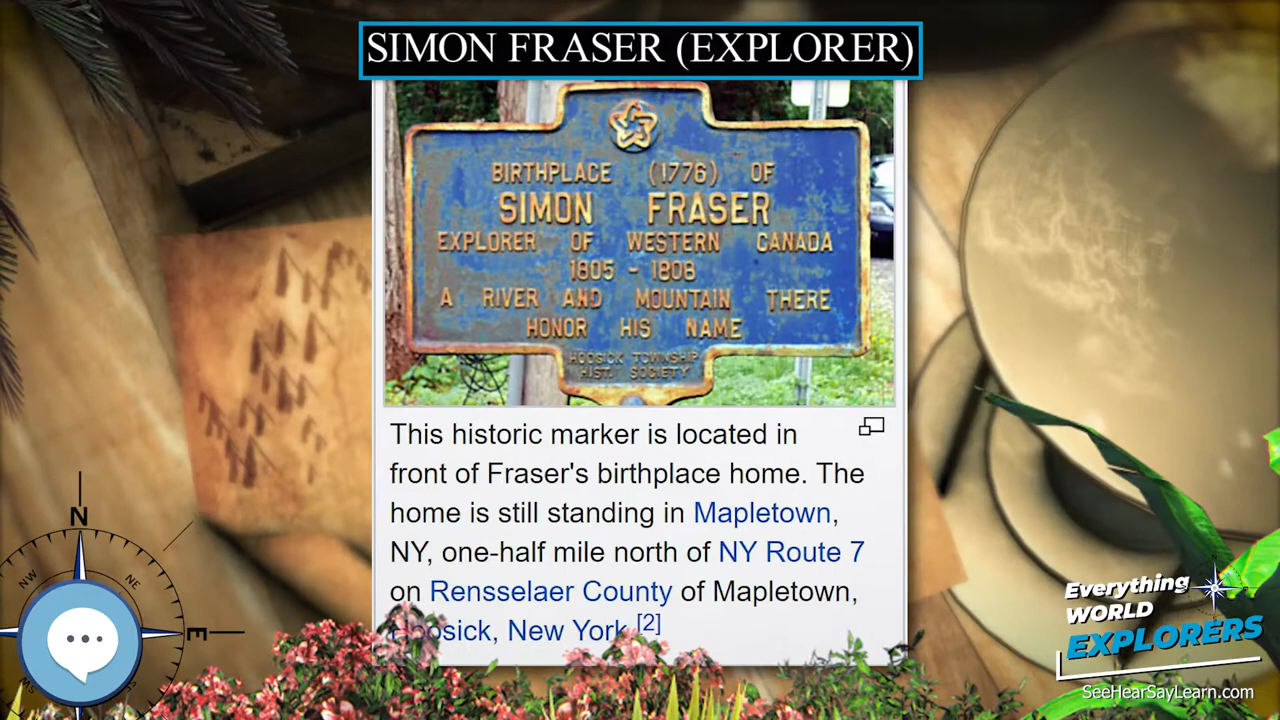 SIMON FRASER (EXPLORER)
BIRTHPLACE (1776) OF
SIMON FRASER
EXPLORER OF WESTERN CANADA
1805 - 1808
A RIVER AND MOUNTAIN THERE
HONOR HIS NAME
HOOSICK TOWNSHIP
HIST. SOCIETY
This historic marker is located in
front of Fraser's birthplace home. The
home is still standing in Mapletown,
NY, one-half mile north of NY Route 7
on Rensselaer County of Mapletown,
Hoosick, New York.[2]
N
NW
NE
E
Everything
WORLD
EXPLORERS
SeeHearSayLearn.com